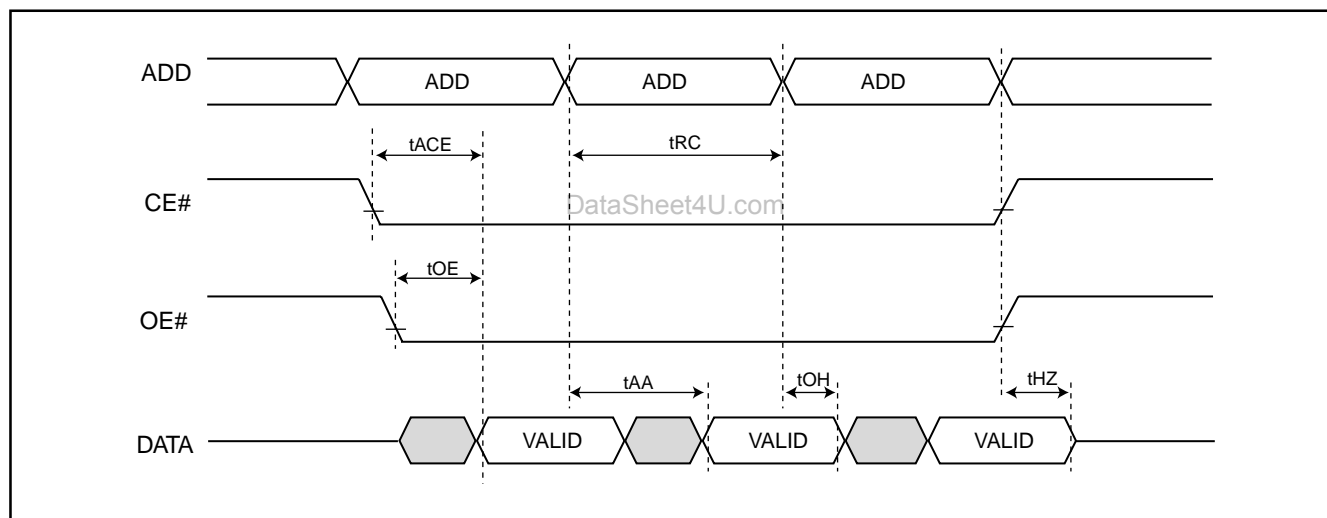 ADD ADD ADD ADD
tACE tRC
CE#
DataSheet4U.com
tOE
OE#
tAA tOH tHZ
DATA VALID VALID VALID